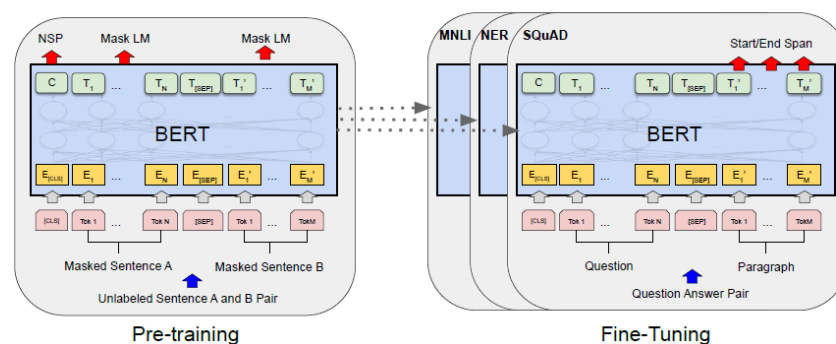 NSP Mask LM Mask LM
C T1 ... TN T[SEP] T1' ... TM'
BERT
E[CLS] E1 ... EN E[SEP] E1' ... EM'
[CLS] Tok 1 ... Tok N [SEP] Tok 1 ... TokM
Masked Sentence A Masked Sentence B
Unlabeled Sentence A and B Pair
Pre-training
MNLI NER SQuAD
Start/End Span
C T1 ... TN T[SEP] T1' ... TM'
BERT
E[CLS] E1 ... EN E[SEP] E1' ... EM'
[CLS] Tok 1 ... Tok N [SEP] Tok 1 ... TokM
Question Paragraph
Question Answer Pair
Fine-Tuning